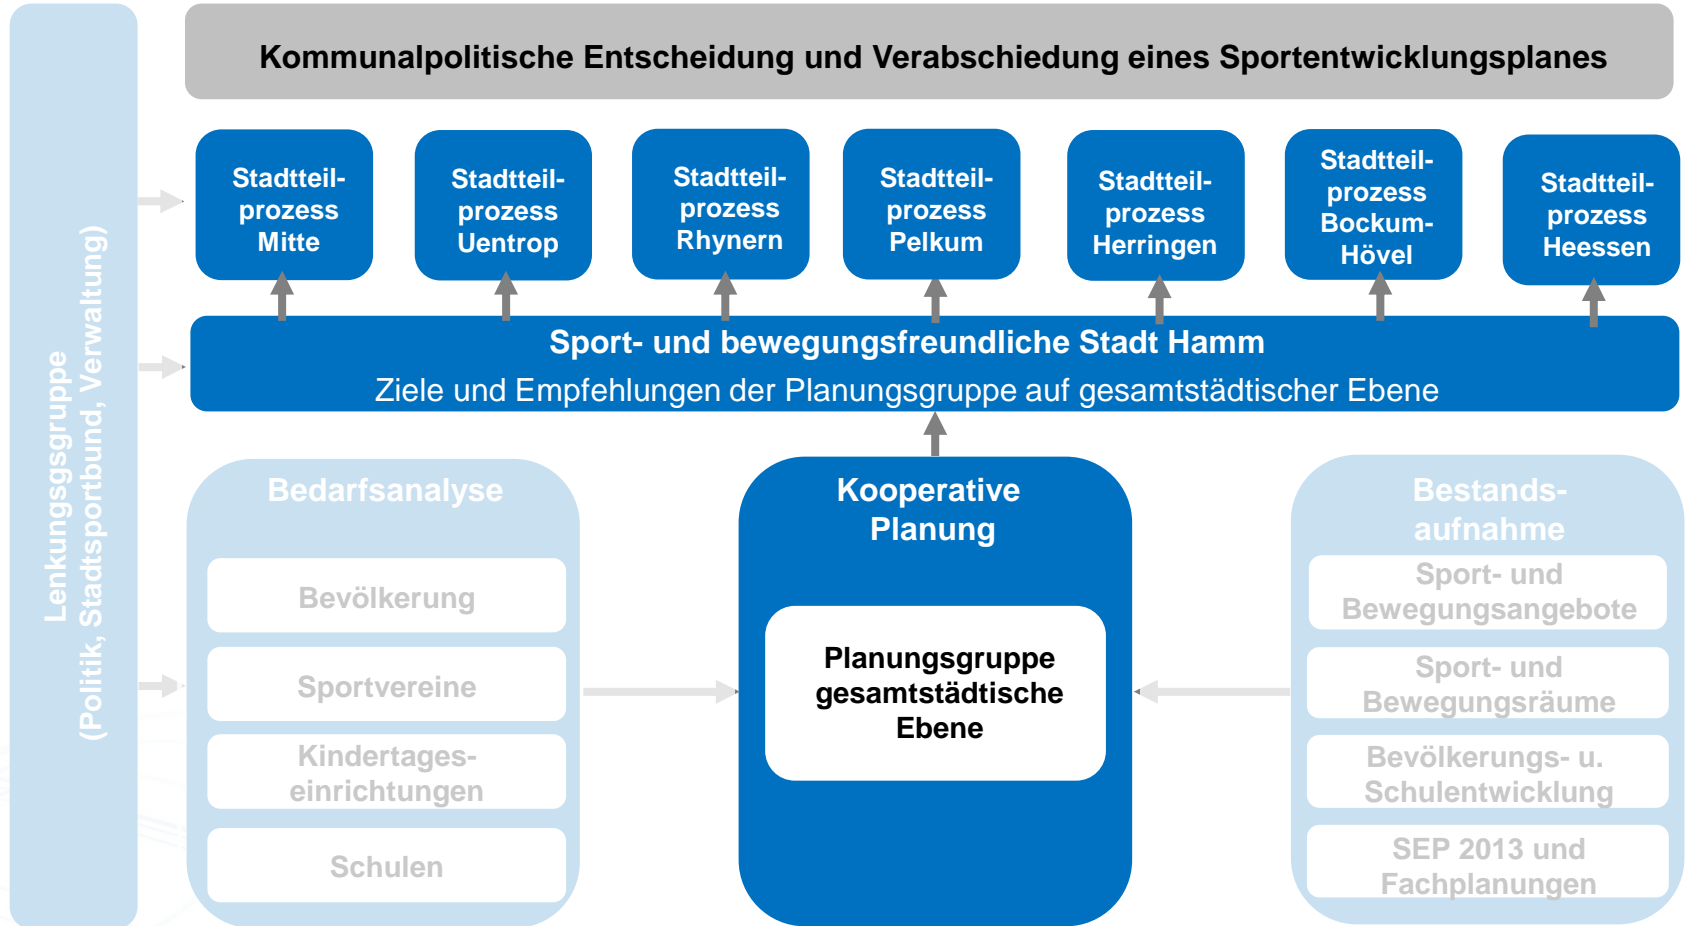 Kommunalpolitische Entscheidung und Verabschiedung eines Sportentwicklungsplanes
Lenkungsgsgruppe
(Politik, Stadtsportbund, Verwaltung)
Stadtteil-
prozess
Mitte
Stadtteil-
prozess
Uentrop
Stadtteil-
prozess
Rhynern
Stadtteil-
prozess
Pelkum
Stadtteil-
prozess
Herringen
Stadtteil-
prozess
Bockum-
Hövel
Stadtteil-
prozess
Heessen
Sport- und bewegungsfreundliche Stadt Hamm
Ziele und Empfehlungen der Planungsgruppe auf gesamtstädtischer Ebene
Bedarfsanalyse
Bevölkerung
Sportvereine
Kindertages-
einrichtungen
Schulen
Kooperative
Planung
Planungsgruppe
gesamtstädtische
Ebene
Bestands-
aufnahme
Sport- und
Bewegungsangebote
Sport- und
Bewegungsräume
Bevölkerungs- u.
Schulentwicklung
SEP 2013 und
Fachplanungen